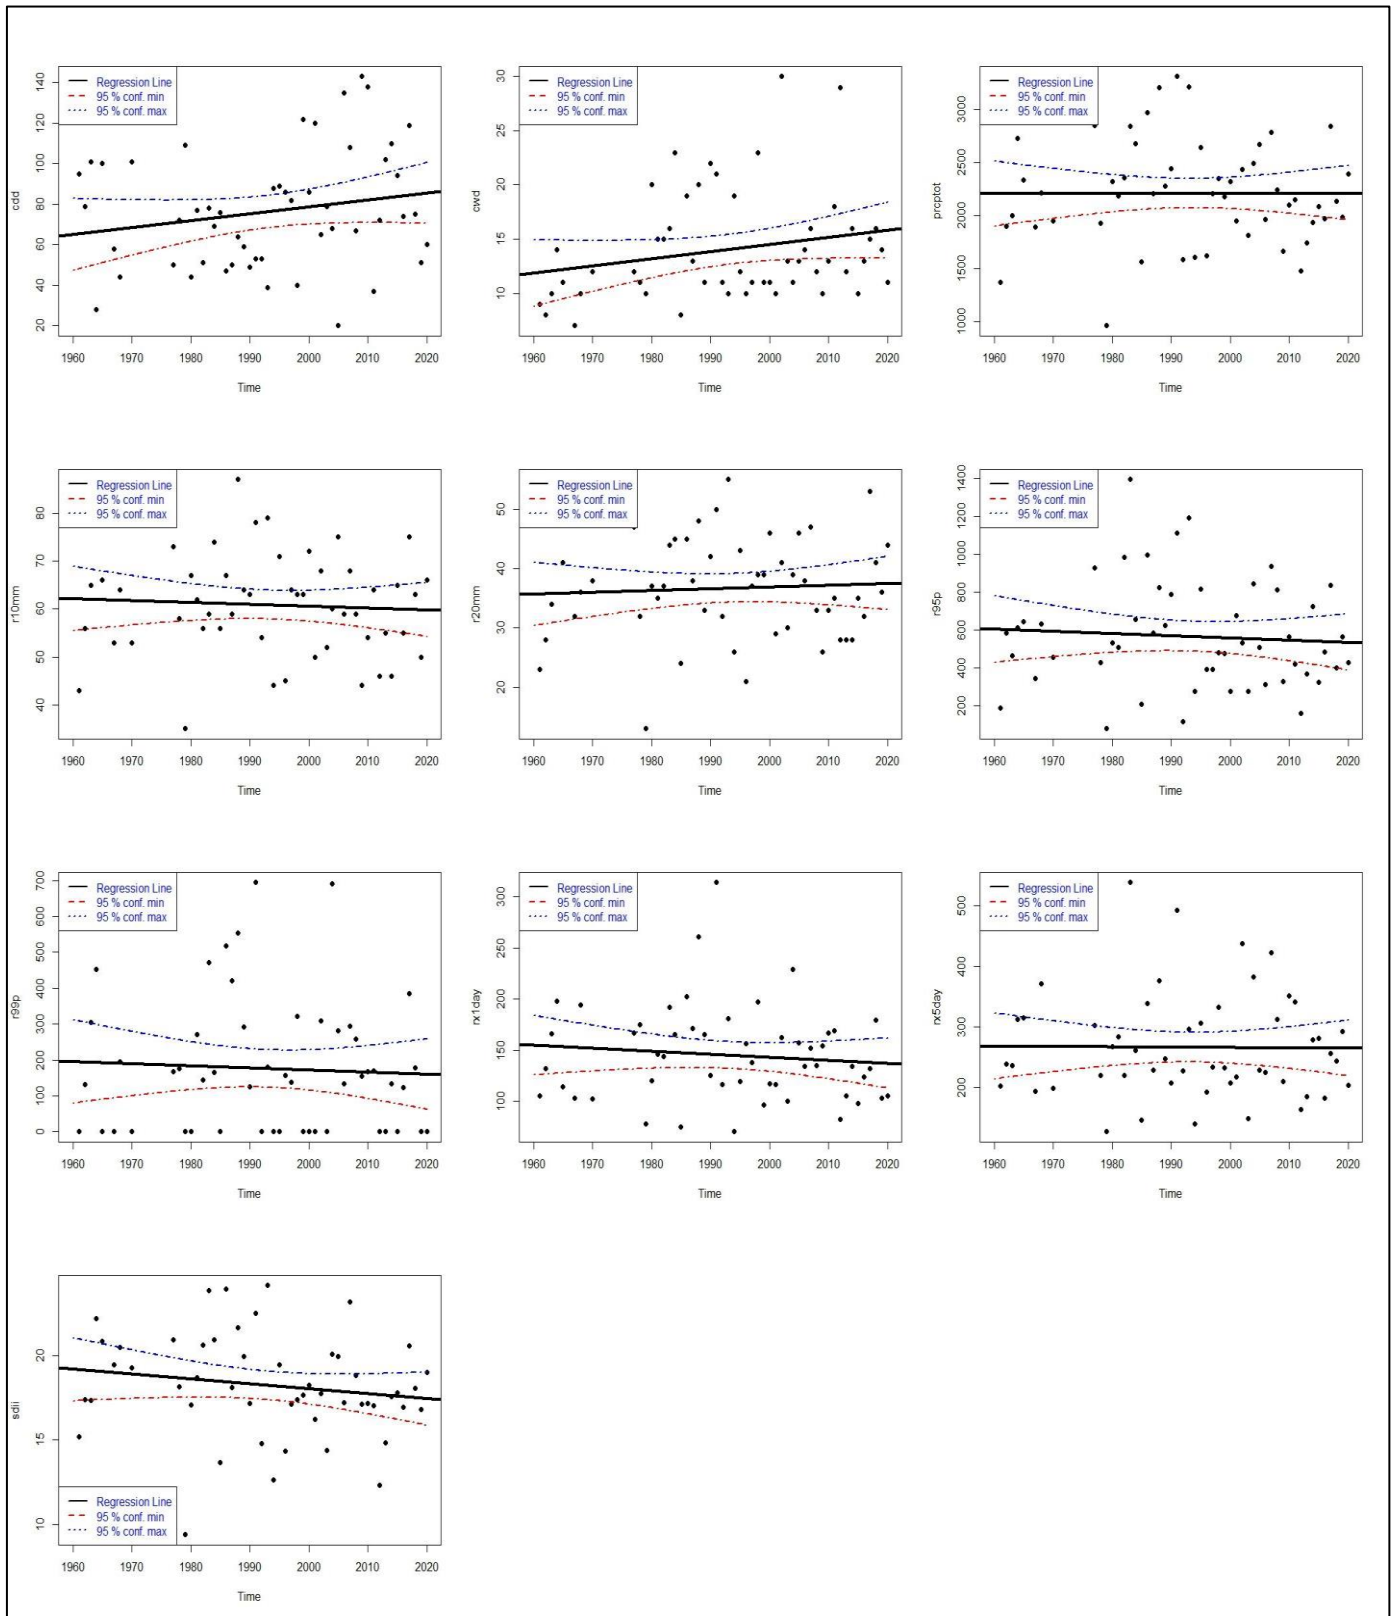 Regression Line
95 % conf. min
95 % conf. max
cdd
20 40 60 80 100 120 140
1960 1970 1980 1990 2000 2010 2020
Time
Regression Line
95 % conf. min
95 % conf. max
cwd
10 15 20 25 30
1960 1970 1980 1990 2000 2010 2020
Time
Regression Line
95 % conf. min
95 % conf. max
prcptot
1000 1500 2000 2500 3000
1960 1970 1980 1990 2000 2010 2020
Time
Regression Line
95 % conf. min
95 % conf. max
r10mm
40 50 60 70 80
1960 1970 1980 1990 2000 2010 2020
Time
Regression Line
95 % conf. min
95 % conf. max
r20mm
20 30 40 50
1960 1970 1980 1990 2000 2010 2020
Time
Regression Line
95 % conf. min
95 % conf. max
r95p
200 400 600 800 1000 1200 1400
1960 1970 1980 1990 2000 2010 2020
Time
Regression Line
95 % conf. min
95 % conf. max
r99p
0 100 200 300 400 500 600 700
1960 1970 1980 1990 2000 2010 2020
Time
Regression Line
95 % conf. min
95 % conf. max
rx1day
100 150 200 250 300
1960 1970 1980 1990 2000 2010 2020
Time
Regression Line
95 % conf. min
95 % conf. max
rx5day
200 300 400 500
1960 1970 1980 1990 2000 2010 2020
Time
sdii
10 15 20
Regression Line
95 % conf. min
95 % conf. max
1960 1970 1980 1990 2000 2010 2020
Time